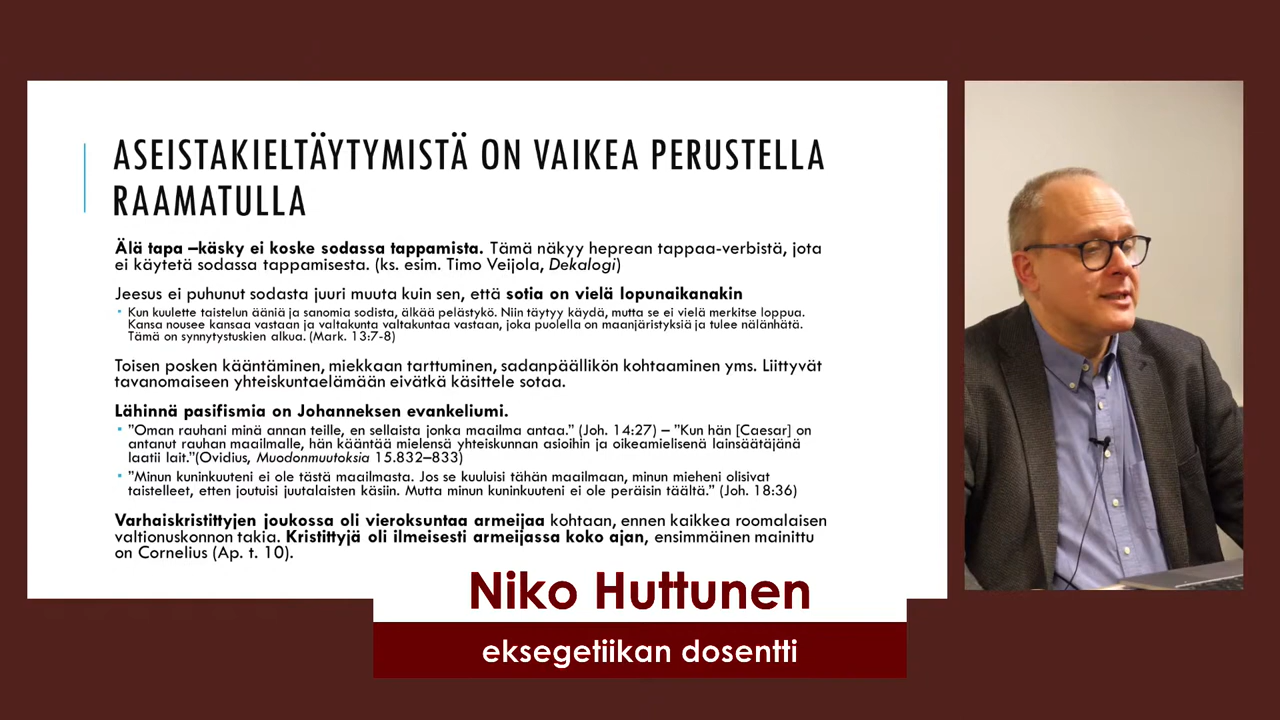 ASEISTAKIELTÄYTYMISTÄ ON VAIKEA PERUSTELLA
RAAMATULLA
Älä tapa –käsky ei koske sodassa tappamista. Tämä näkyy heprean tappaa-verbistä, jota
ei käytetä sodassa tappamisesta. (ks. esim. Timo Veijola, Dekalogi)
Jeesus ei puhunut sodasta juuri muuta kuin sen, että sotia on vielä lopunaikanakin
Kun kuulette taistelun ääniä ja sanomia sodista, älkää pelästykö. Niin täytyy käydä, mutta se ei vielä merkitse loppua.
Kansa nousee kansaa vastaan ja valtakunta valtakuntaa vastaan, joka puolella on maanjäristyksiä ja tulee nälänhätä.
Tämä on synnytystuskien alkua. (Mark. 13:7-8)
Toisen posken kääntäminen, miekkaan tarttuminen, sadanpäällikön kohtaaminen yms. Liittyvät
tavanomaiseen yhteiskuntaelämään eivätkä käsittele sotaa.
Lähinnä pasifismia on Johanneksen evankeliumi.
”Oman rauhani minä annan teille, en sellaista jonka maailma antaa.” (Joh. 14:27) – ”Kun hän [Caesar] on
antanut rauhan maailmalle, hän kääntää mielensä yhteiskunnan asioihin ja oikeamielisenä lainsäätäjänä
laatii lait.”(Ovidius, Muodonmuutoksia 15.832–833)
”Minun kuninkuuteni ei ole tästä maailmasta. Jos se kuuluisi tähän maailmaan, minun mieheni olisivat
taistelleet, etten joutuisi juutalaisten käsiin. Mutta minun kuninkuuteni ei ole peräisin täältä.” (Joh. 18:36)
Varhaiskristittyjen joukossa oli vieroksuntaa armeijaa kohtaan, ennen kaikkea roomalaisen
valtionuskonnon takia. Kristittyjä oli ilmeisesti armeijassa koko ajan, ensimmäinen mainittu
on Cornelius (Ap. t. 10).
Niko Huttunen
eksegetiikan dosentti